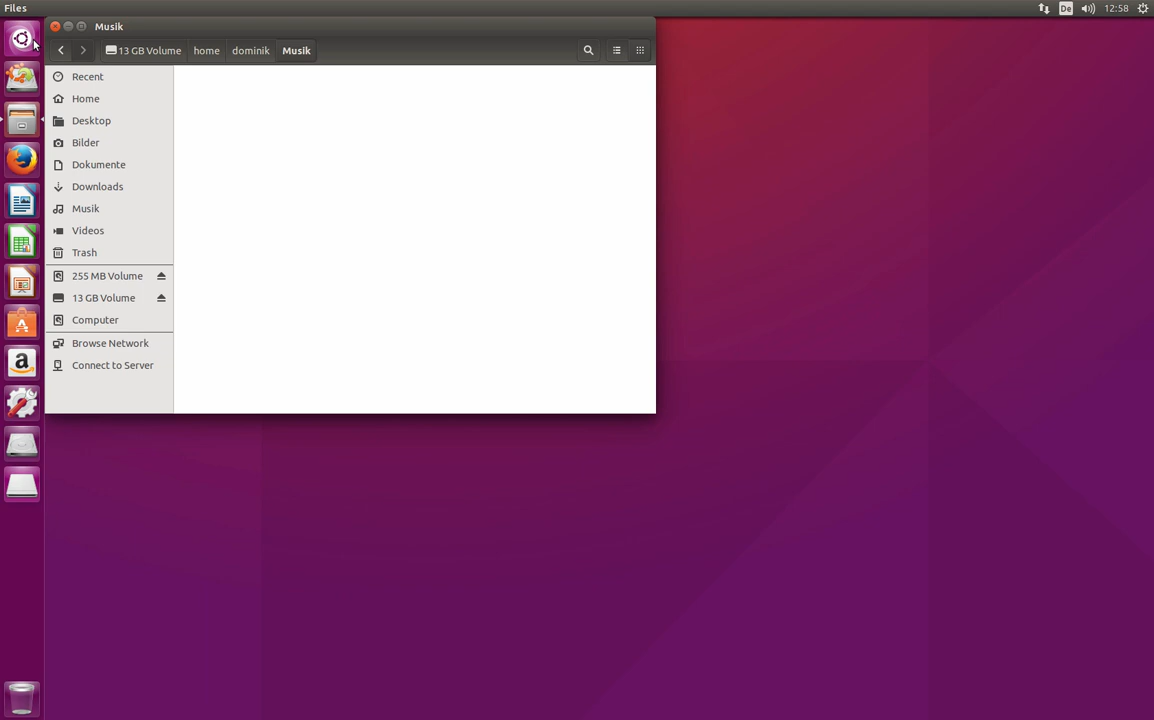 Files
De
12:58
Musik
13 GB Volume
home
dominik
Musik
Recent
Home
Desktop
Bilder
Dokumente
Downloads
Musik
Videos
Trash
255 MB Volume
13 GB Volume
Computer
Browse Network
Connect to Server